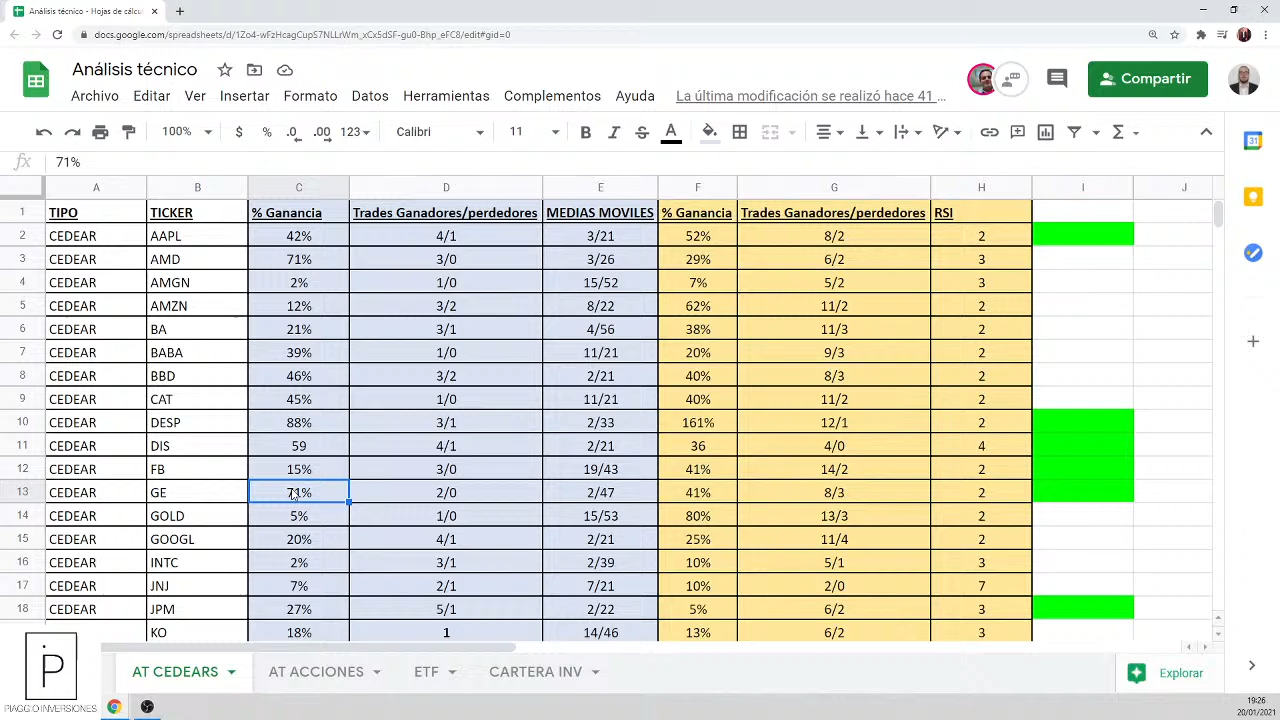 Análisis técnico - Hojas de cálcu
docs.google.com/spreadsheets/d/1Zo4-wFzHcagCupS7NLLrWm_xCx5dSF-gu0-Bhp_eFC8/edit#gid=0
Análisis técnico
Archivo Editar Ver Insertar Formato Datos Herramientas Complementos Ayuda La última modificación se realizó hace 41 ...
Compartir
100% $ % .0 .00 123 Calibri 11 B I S A
fx 71%
A B C D E F G H I J
1 TIPO TICKER % Ganancia Trades Ganadores/perdedores MEDIAS MOVILES % Ganancia Trades Ganadores/perdedores RSI
2 CEDEAR AAPL 42% 4/1 3/21 52% 8/2 2
3 CEDEAR AMD 71% 3/0 3/26 29% 6/2 3
4 CEDEAR AMGN 2% 1/0 15/52 7% 5/2 3
5 CEDEAR AMZN 12% 3/2 8/22 62% 11/2 2
6 CEDEAR BA 21% 3/1 4/56 38% 11/3 2
7 CEDEAR BABA 39% 1/0 11/21 20% 9/3 2
8 CEDEAR BBD 46% 3/2 2/21 40% 8/3 2
9 CEDEAR CAT 45% 1/0 11/21 40% 11/2 2
10 CEDEAR DESP 88% 3/1 2/33 161% 12/1 2
11 CEDEAR DIS 59 4/1 2/21 36 4/0 4
12 CEDEAR FB 15% 3/0 19/43 41% 14/2 2
13 CEDEAR GE 71% 2/0 2/47 41% 8/3 2
14 CEDEAR GOLD 5% 1/0 15/53 80% 13/3 2
15 CEDEAR GOOGL 20% 4/1 2/21 25% 11/4 2
16 CEDEAR INTC 2% 3/1 2/39 10% 5/1 3
17 CEDEAR JNJ 7% 2/1 7/21 10% 2/0 7
18 CEDEAR JPM 27% 5/1 2/22 5% 6/2 3
KO 18% 1 14/46 13% 6/2 3
AT CEDEARS AT ACCIONES ETF CARTERA INV Explorar
P
PIAGGIO INVERSIONES
31
19:26
20/01/2021